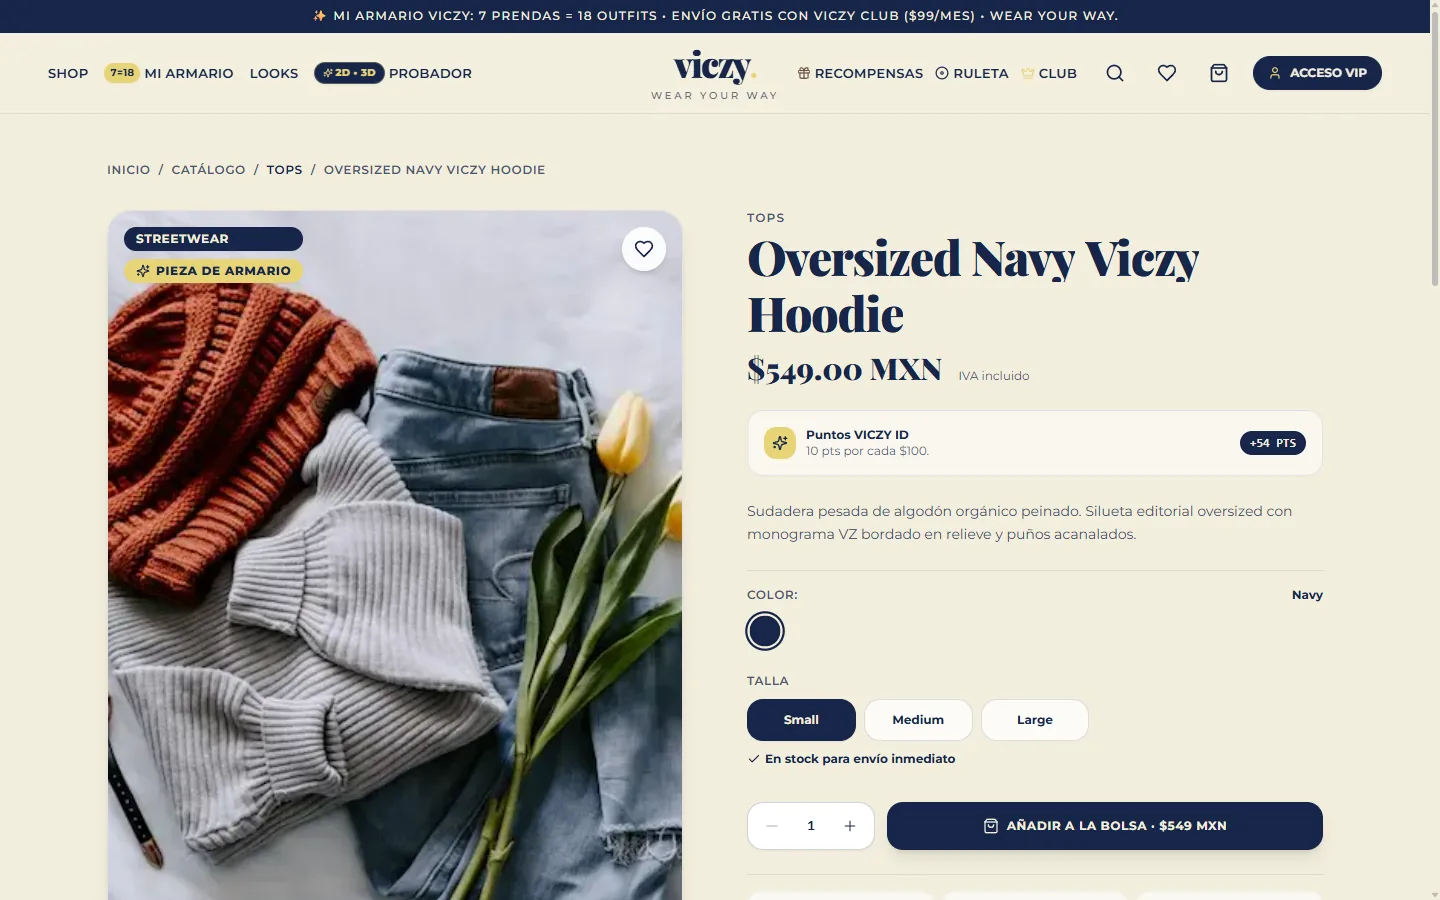 ✨ MI ARMARIO VICZY: 7 PRENDAS = 18 OUTFITS • ENVÍO GRATIS CON VICZY CLUB ($99/MES) • WEAR YOUR WAY.
SHOP 7=18 MI ARMARIO LOOKS 2D • 3D PROBADOR
viczy.
WEAR YOUR WAY
RECOMPENSAS RULETA CLUB ACCESO VIP
INICIO / CATÁLOGO / TOPS / OVERSIZED NAVY VICZY HOODIE
STREETWEAR
PIEZA DE ARMARIO
TOPS
Oversized Navy Viczy
Hoodie
$549.00 MXN IVA incluido
Puntos VICZY ID
10 pts por cada $100.
+54 PTS
Sudadera pesada de algodón orgánico peinado. Silueta editorial oversized con
monograma VZ bordado en relieve y puños acanalados.
COLOR: Navy
TALLA
Small Medium Large
✓ En stock para envío inmediato
— 1 +
AÑADIR A LA BOLSA · $549 MXN